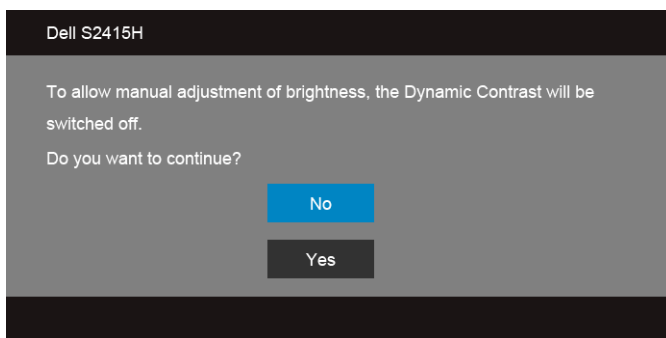 Dell S2415H
To allow manual adjustment of brightness, the Dynamic Contrast will be
switched off.
Do you want to continue?
No
Yes